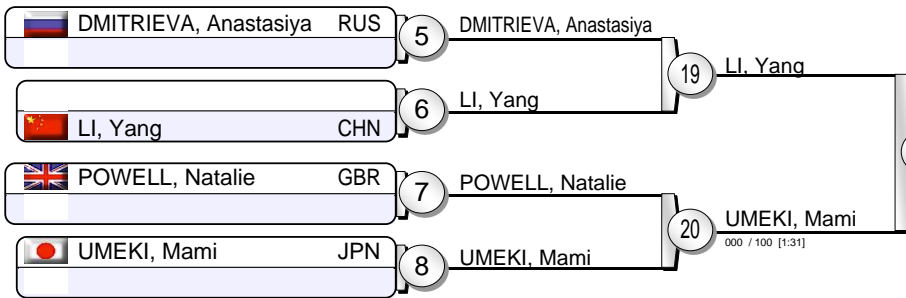 DMITRIEVA, Anastasiya RUS
5
DMITRIEVA, Anastasiya
19
LI, Yang
6
LI, Yang
LI, Yang CHN
POWELL, Natalie GBR
7
POWELL, Natalie
20
UMEKI, Mami
000 / 100 [1:31]
UMEKI, Mami JPN
8
UMEKI, Mami